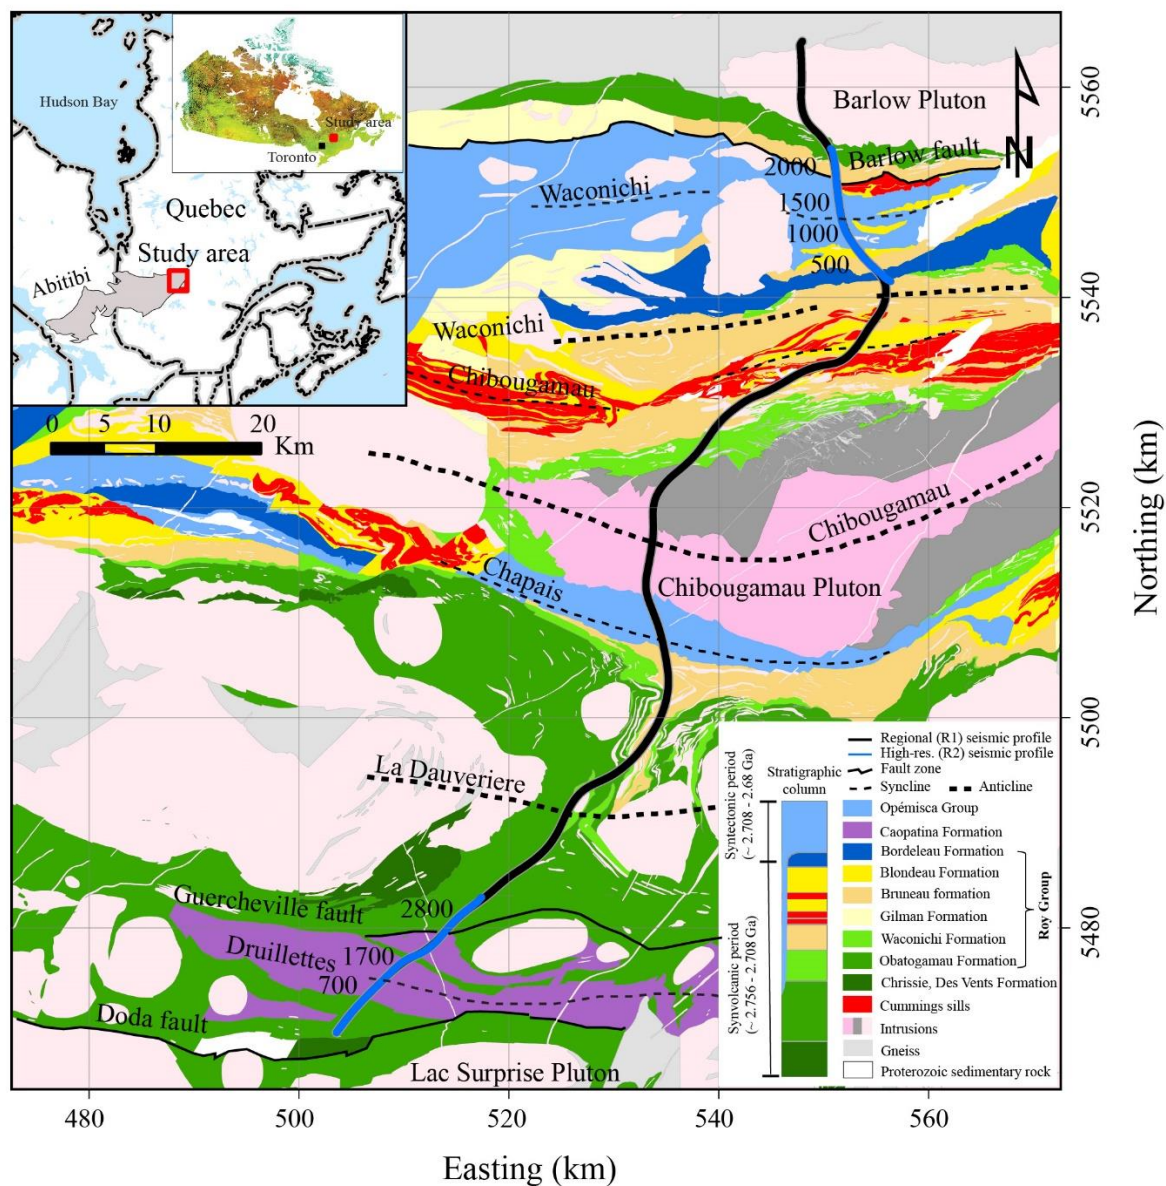 Hudson Bay
Study area
Toronto
Quebec
Study area
Abitibi
0 5 10 20
Km
Barlow Pluton
N
Barlow fault
2000
Waconichi
1500
1000
500
Waconichi
Chibougamau
Chibougamau
Chapais
Chibougamau Pluton
La Dauveriere
Guercheville fault
2800
Druillettes
1700
700
Doda fault
Lac Surprise Pluton
5560
5540
5520
5500
5480
Northing (km)
480 500 520 540 560
Easting (km)
Regional (R1) seismic profile
High-res. (R2) seismic profile
Fault zone
Syncline
Anticline
Stratigraphic
column
Syntectonic period
(~ 2.708 - 2.68 Ga)
Synvolcanic period
(~ 2.756 - 2.708 Ga)
Opémisca Group
Caopatina Formation
Bordeleau Formation
Blondeau Formation
Bruneau formation
Gilman Formation
Waconichi Formation
Obatogamau Formation
Roy Group
Chrissie, Des Vents Formation
Cummings sills
Intrusions
Gneiss
Proterozoic sedimentary rock